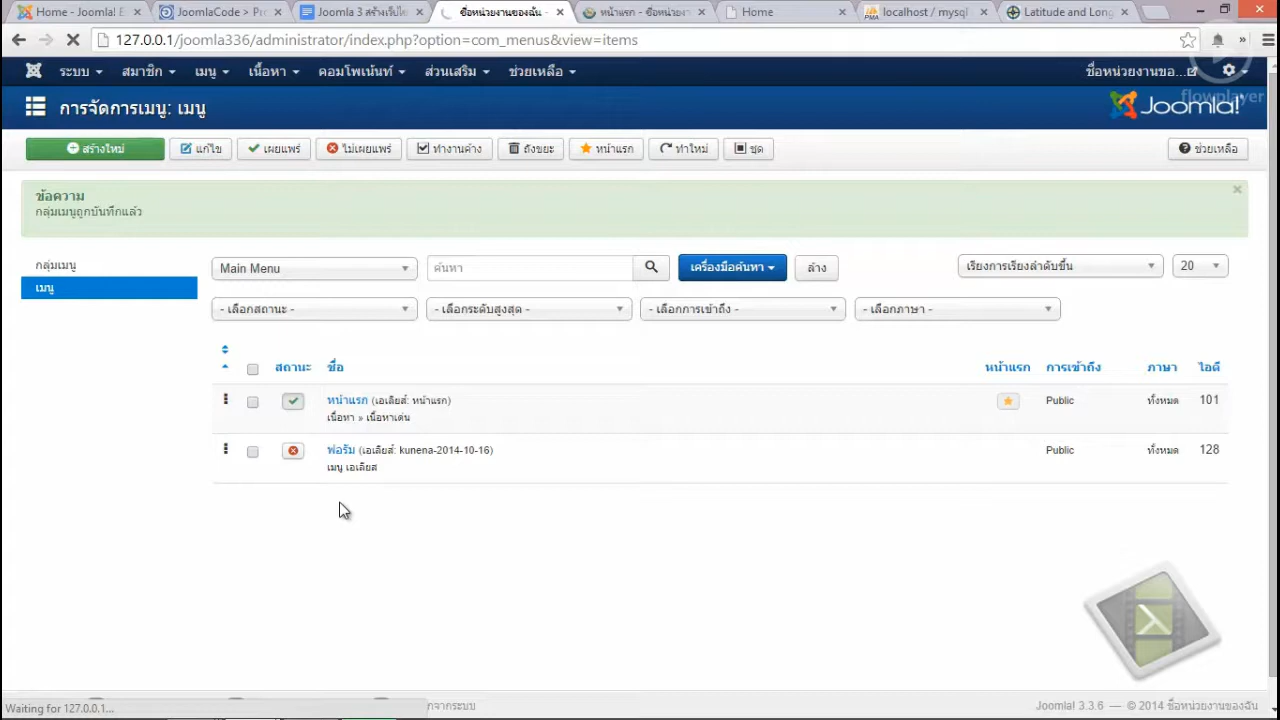 Home - Joomla! E
JoomlaCode > Pro
Joomla 3 สร้างเว็บไซ
ชื่อหน่วยงานของฉัน -
หน้าแรก - ชื่อหน่วยงาน
Home
localhost / mysql
Latitude and Long
127.0.0.1/joomla336/administrator/index.php?option=com_menus&view=items
ระบบ สมาชิก เมนู เนื้อหา คอมโพเน้นท์ ส่วนเสริม ช่วยเหลือ ชื่อหน่วยงานขอ...
flowplayer
การจัดการเมนู: เมนู
Joomla!
สร้างใหม่ แก้ไข เผยแพร่ ไม่เผยแพร่ ทำงานค้าง ถังขยะ หน้าแรก ทำใหม่ ชุด ช่วยเหลือ
ข้อความ
กลุ่มเมนูถูกบันทึกแล้ว
กลุ่มเมนู
เมนู
Main Menu ค้นหา เครื่องมือค้นหา ล้าง เรียงการเรียงลำดับขึ้น 20
- เลือกสถานะ - - เลือกระดับสูงสุด - - เลือกการเข้าถึง - - เลือกภาษา -
สถานะ ชื่อ หน้าแรก การเข้าถึง ภาษา ไอดี
หน้าแรก (เอเลียส์: หน้าแรก) Public ทั้งหมด 101
เนื้อหา » เนื้อหาเด่น
ฟอรัม (เอเลียส์: kunena-2014-10-16) Public ทั้งหมด 128
เมนู เอเลียส
Waiting for 127.0.0.1...
กจากระบบ
Joomla! 3.3.6 — © 2014 ชื่อหน่วยงานของฉัน